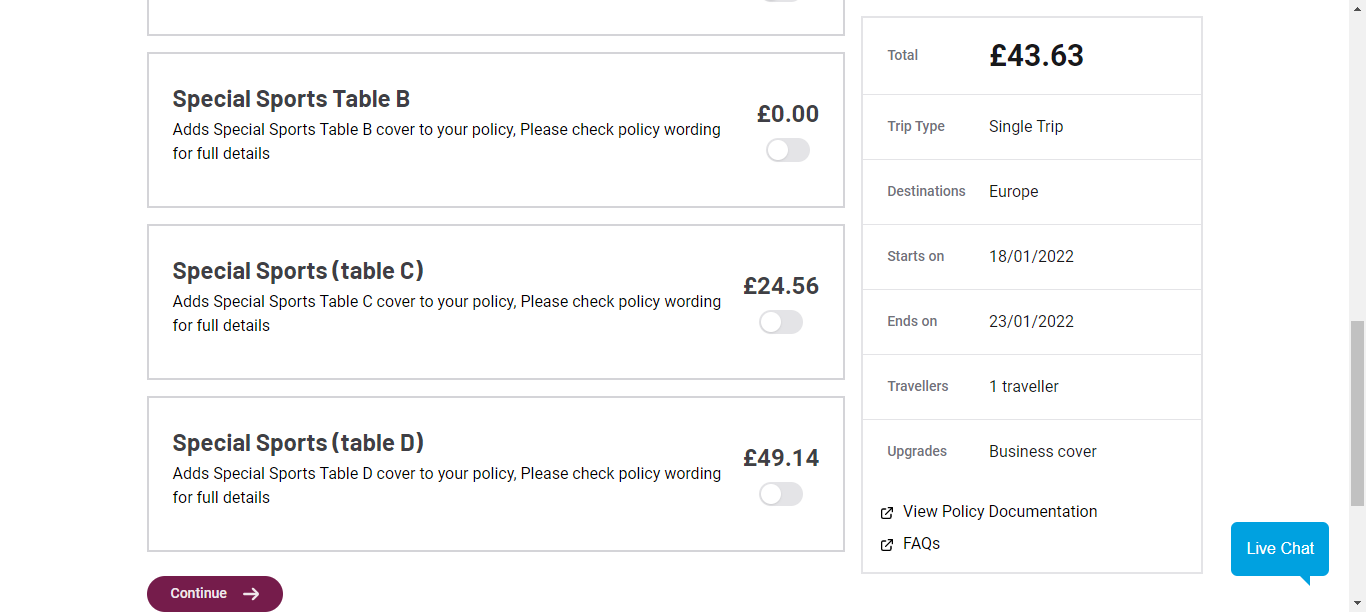 Special Sports Table B
Adds Special Sports Table B cover to your policy, Please check policy wording
for full details
£0.00
Special Sports (table C)
Adds Special Sports Table C cover to your policy, Please check policy wording
for full details
£24.56
Special Sports (table D)
Adds Special Sports Table D cover to your policy, Please check policy wording
for full details
£49.14
Continue
Total £43.63
Trip Type Single Trip
Destinations Europe
Starts on 18/01/2022
Ends on 23/01/2022
Travellers 1 traveller
Upgrades Business cover
View Policy Documentation
FAQs
Live Chat